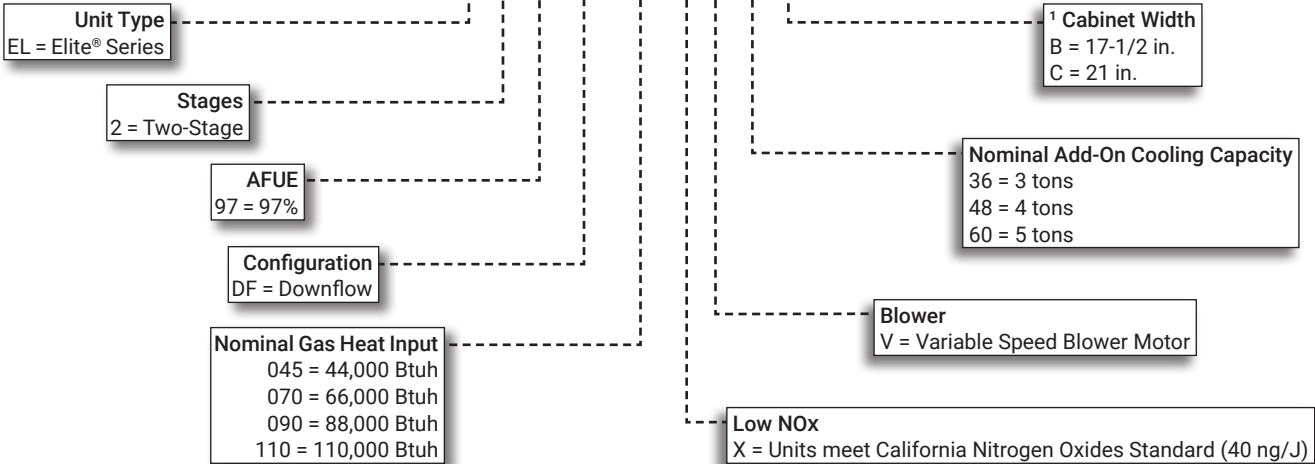 Unit Type
EL = Elite® Series
Stages
2 = Two-Stage
AFUE
97 = 97%
Configuration
DF = Downflow
Nominal Gas Heat Input
045 = 44,000 Btuh
070 = 66,000 Btuh
090 = 88,000 Btuh
110 = 110,000 Btuh
¹ Cabinet Width
B = 17-1/2 in.
C = 21 in.
Nominal Add-On Cooling Capacity
36 = 3 tons
48 = 4 tons
60 = 5 tons
Blower
V = Variable Speed Blower Motor
Low NOx
X = Units meet California Nitrogen Oxides Standard (40 ng/J)